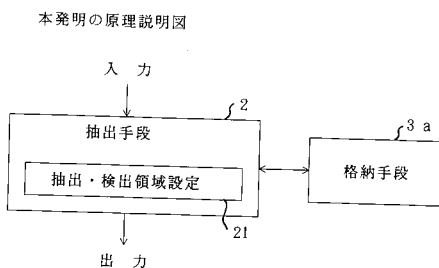 本発明の原理説明図
入 力
2
抽出手段
3 a
格納手段
抽出・検出領域設定
21
出 力